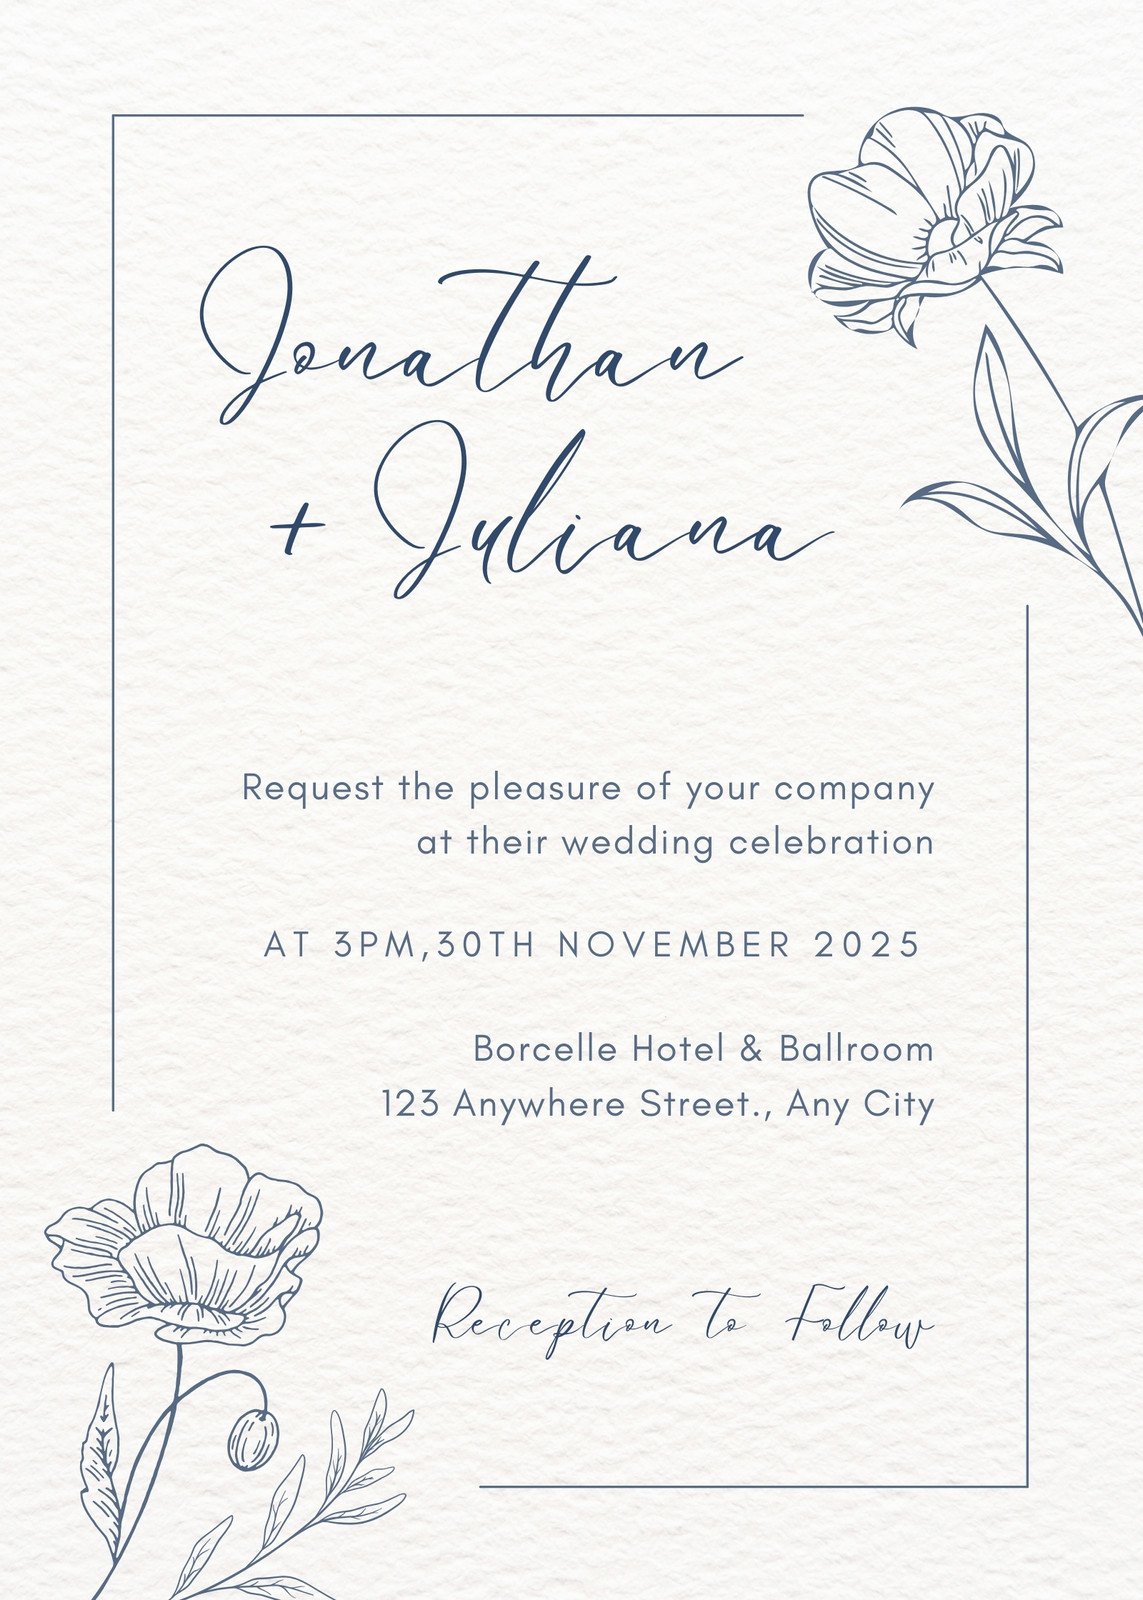 Jonathan
+ Juliana
Request the pleasure of your company
at their wedding celebration
AT 3PM,30TH NOVEMBER 2025
Borcelle Hotel & Ballroom
123 Anywhere Street., Any City
Reception to Follow